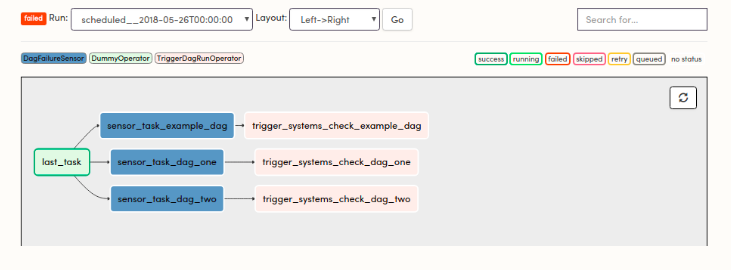 failed Run: scheduled__2018-05-26T00:00:00 Layout: Left->Right Go Search for...
DagFailureSensor DummyOperator TriggerDagRunOperator success running failed skipped retry queued no status
sensor_task_example_dag trigger_systems_check_example_dag
last_task sensor_task_dag_one trigger_systems_check_dag_one
sensor_task_dag_two trigger_systems_check_dag_two